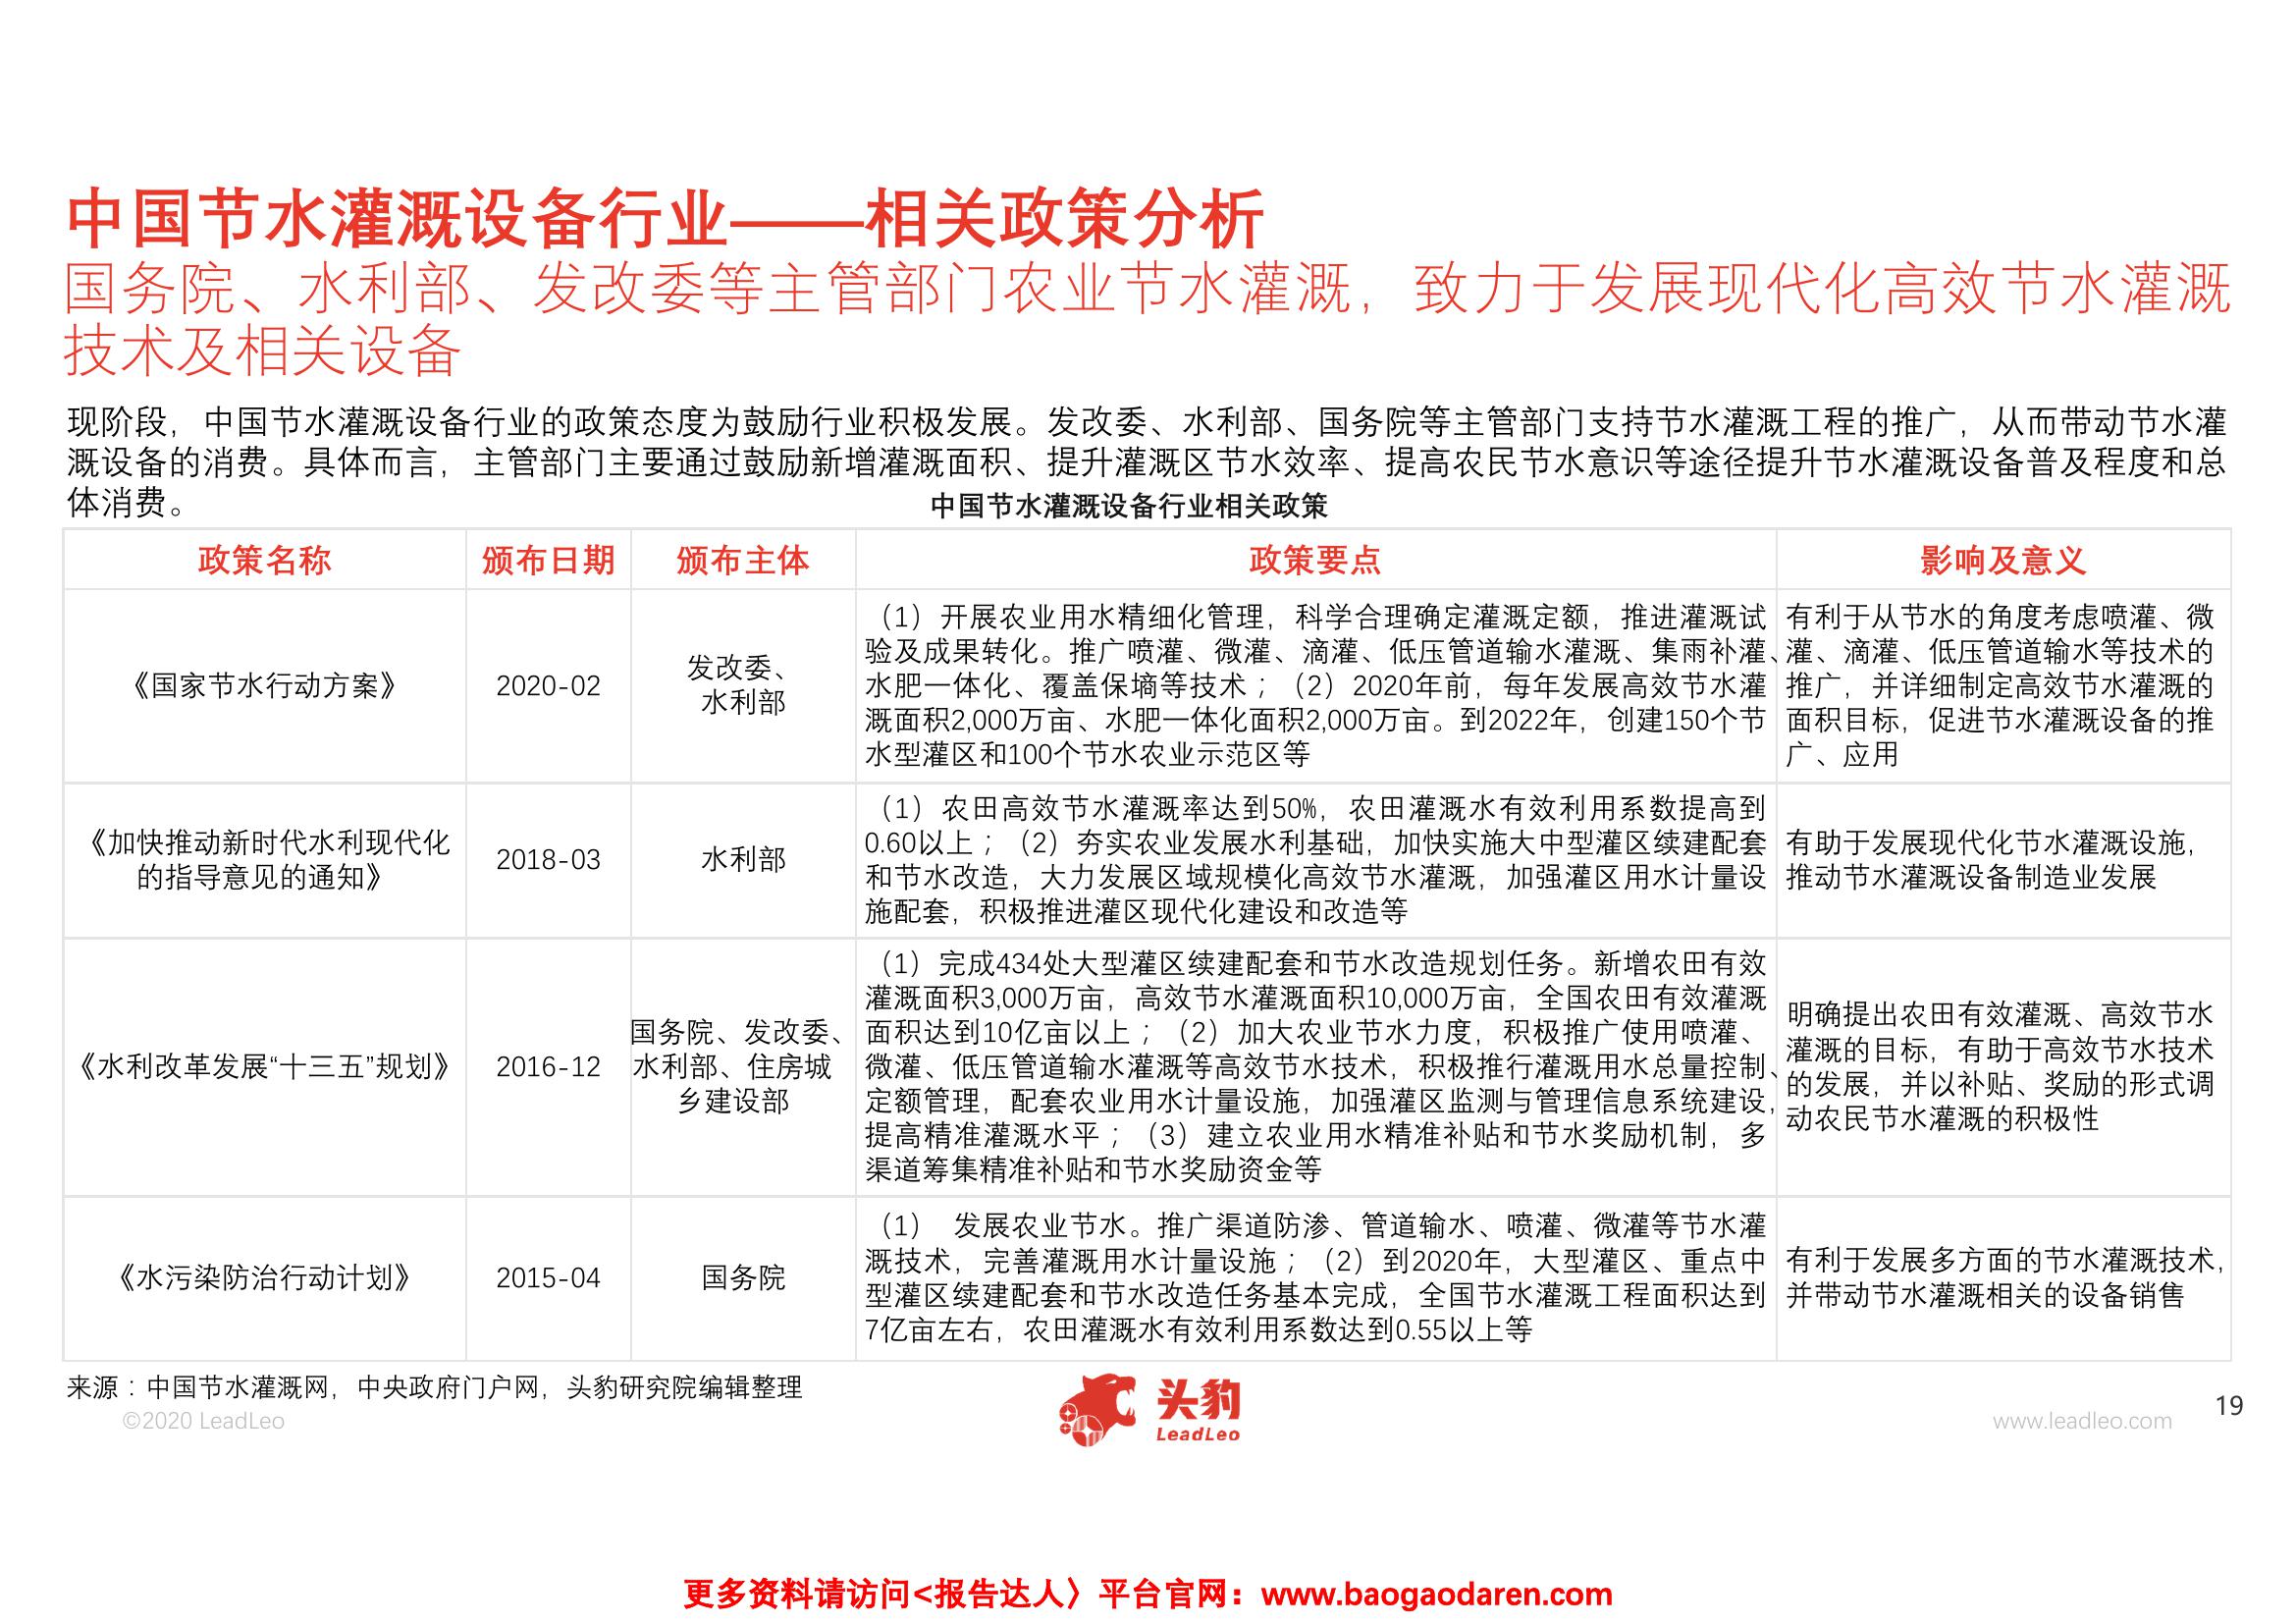 中国节水灌溉设备行业——相关政策分析
国务院、水利部、发改委等主管部门农业节水灌溉，致力于发展现代化高效节水灌溉
技术及相关设备
现阶段，中国节水灌溉设备行业的政策态度为鼓励行业积极发展。发改委、水利部、国务院等主管部门支持节水灌溉工程的推广，从而带动节水灌
溉设备的消费。具体而言，主管部门主要通过鼓励新增灌溉面积、提升灌溉区节水效率、提高农民节水意识等途径提升节水灌溉设备普及程度和总
体消费。
中国节水灌溉设备行业相关政策
政策名称 颁布日期 颁布主体 政策要点 影响及意义
《国家节水行动方案》
2020-02
发改委、
水利部
（1）开展农业用水精细化管理，科学合理确定灌溉定额，推进灌溉试
验及成果转化。推广喷灌、微灌、滴灌、低压管道输水灌溉、集雨补灌、
水肥一体化、覆盖保墒等技术；（2）2020年前，每年发展高效节水灌
溉面积2,000万亩、水肥一体化面积2,000万亩。到2022年，创建150个节
水型灌区和100个节水农业示范区等
有利于从节水的角度考虑喷灌、微
灌、滴灌、低压管道输水等技术的
推广，并详细制定高效节水灌溉的
面积目标，促进节水灌溉设备的推
广、应用
《加快推动新时代水利现代化
的指导意见的通知》
2018-03
水利部
（1）农田高效节水灌溉率达到50%，农田灌溉水有效利用系数提高到
0.60以上；（2）夯实农业发展水利基础，加快实施大中型灌区续建配套
和节水改造，大力发展区域规模化高效节水灌溉，加强灌区用水计量设
施配套，积极推进灌区现代化建设和改造等
有助于发展现代化节水灌溉设施，
推动节水灌溉设备制造业发展
《水利改革发展“十三五”规划》
2016-12
国务院、发改委、
水利部、住房城
乡建设部
（1）完成434处大型灌区续建配套和节水改造规划任务。新增农田有效
灌溉面积3,000万亩，高效节水灌溉面积10,000万亩，全国农田有效灌溉
面积达到10亿亩以上；（2）加大农业节水力度，积极推广使用喷灌、
微灌、低压管道输水灌溉等高效节水技术，积极推行灌溉用水总量控制、
定额管理，配套农业用水计量设施，加强灌区监测与管理信息系统建设，
提高精准灌溉水平；（3）建立农业用水精准补贴和节水奖励机制，多
渠道筹集精准补贴和节水奖励资金等
明确提出农田有效灌溉、高效节水
灌溉的目标，有助于高效节水技术
的发展，并以补贴、奖励的形式调
动农民节水灌溉的积极性
《水污染防治行动计划》
2015-04
国务院
（1） 发展农业节水。推广渠道防渗、管道输水、喷灌、微灌等节水灌
溉技术，完善灌溉用水计量设施；（2）到2020年，大型灌区、重点中
型灌区续建配套和节水改造任务基本完成，全国节水灌溉工程面积达到
7亿亩左右，农田灌溉水有效利用系数达到0.55以上等
有利于发展多方面的节水灌溉技术，
并带动节水灌溉相关的设备销售
来源：中国节水灌溉网，中央政府门户网，头豹研究院编辑整理
©2020 LeadLeo
头豹
LeadLeo
www.leadleo.com
19
更多资料请访问<报告达人〉平台官网：www.baogaodaren.com